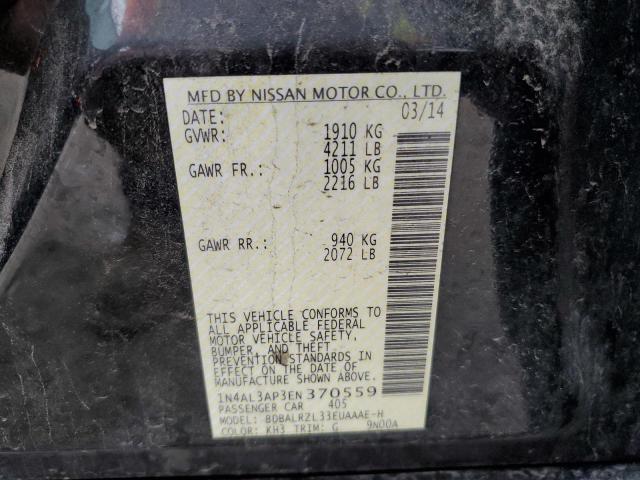 MFD BY NISSAN MOTOR CO., LTD.
DATE: 03/14
GVWR: 1910 KG
4211 LB
GAWR FR.: 1005 KG
2216 LB
GAWR RR.: 940 KG
2072 LB
THIS VEHICLE CONFORMS TO
ALL APPLICABLE FEDERAL
MOTOR VEHICLE SAFETY,
BUMPER, AND THEFT
PREVENTION STANDARDS IN
EFFECT ON THE DATE OF
MANUFACTURE SHOWN ABOVE.
1N4AL3AP3EN370559
PASSENGER CAR 405
MODEL: BDBALRZL33EUAAAE-H
COLOR: KH3 TRIM: G 9N00A